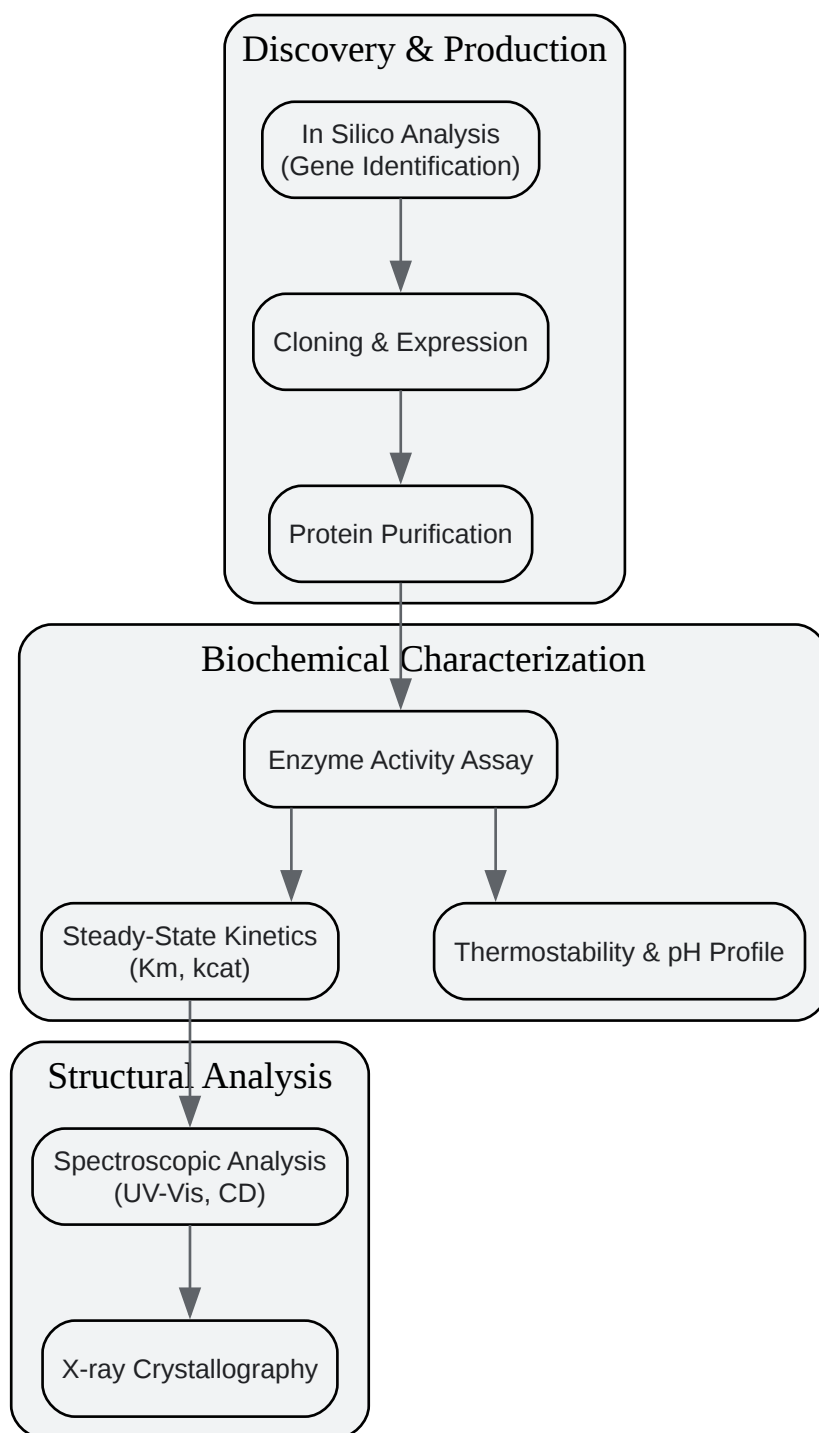 Discovery & Production
In Silico Analysis
(Gene Identification)
Cloning & Expression
Protein Purification
Biochemical Characterization
Enzyme Activity Assay
Steady-State Kinetics
(Km, kcat)
Thermostability & pH Profile
Structural Analysis
Spectroscopic Analysis
(UV-Vis, CD)
X-ray Crystallography